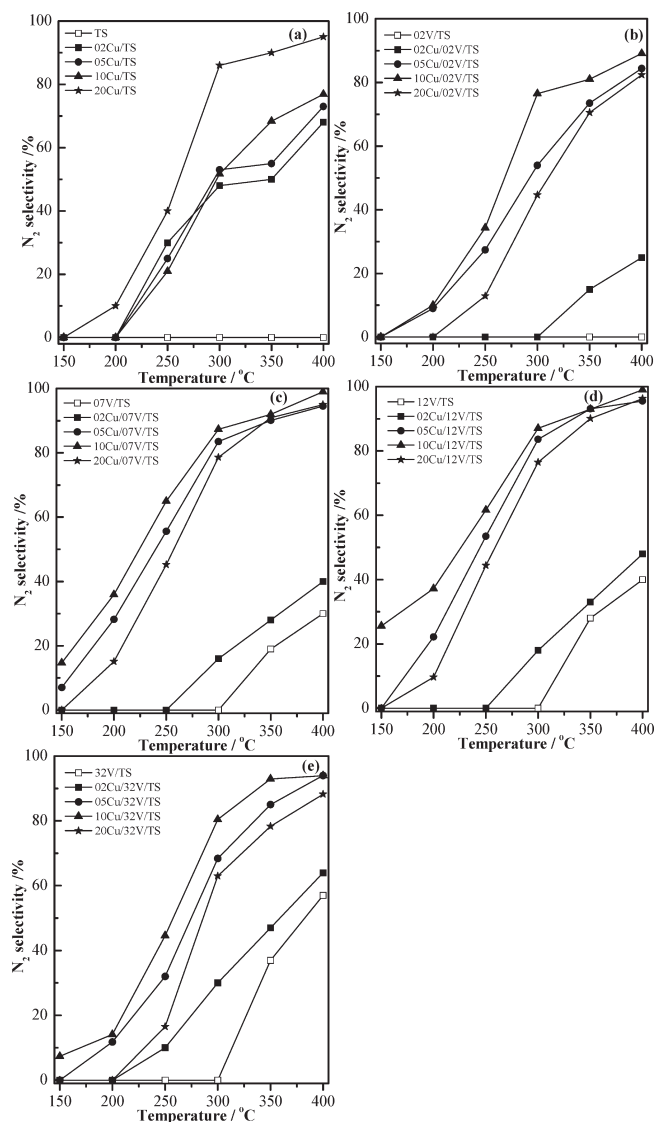 (a)
TS
02Cu/TS
05Cu/TS
10Cu/TS
20Cu/TS
N₂ selectivity /%
0
20
40
60
80
100
150 200 250 300 350 400
Temperature / °C
(b)
02V/TS
02Cu/02V/TS
05Cu/02V/TS
10Cu/02V/TS
20Cu/02V/TS
N₂ selectivity /%
0
20
40
60
80
100
150 200 250 300 350 400
Temperature / °C
(c)
07V/TS
02Cu/07V/TS
05Cu/07V/TS
10Cu/07V/TS
20Cu/07V/TS
N₂ selectivity /%
0
20
40
60
80
100
150 200 250 300 350 400
Temperature / °C
(d)
12V/TS
02Cu/12V/TS
05Cu/12V/TS
10Cu/12V/TS
20Cu/12V/TS
N₂ selectivity /%
0
20
40
60
80
100
150 200 250 300 350 400
Temperature / °C
(e)
32V/TS
02Cu/32V/TS
05Cu/32V/TS
10Cu/32V/TS
20Cu/32V/TS
N₂ selectivity /%
0
20
40
60
80
100
150 200 250 300 350 400
Temperature / °C